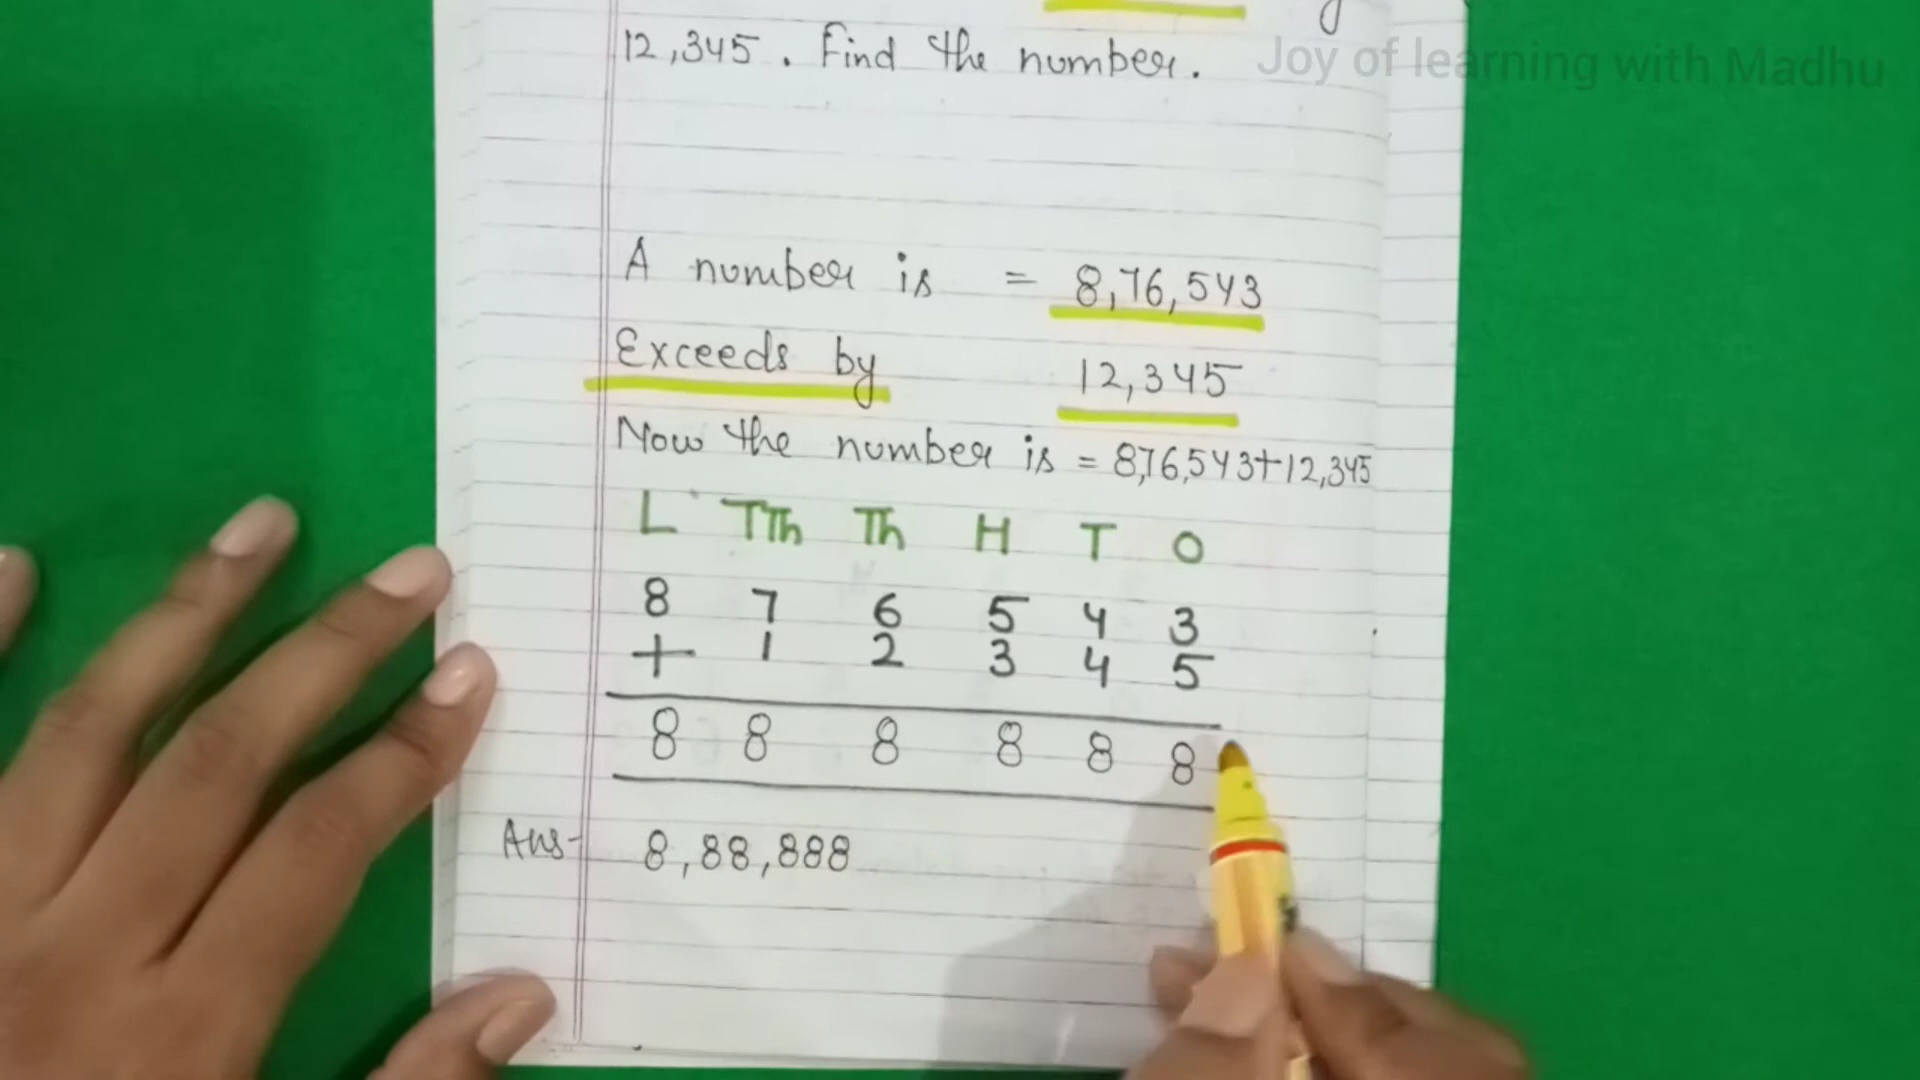 12,345. Find the number.
Joy of learning with Madhu
A number is = 8,76,543
Exceeds by 12,345
Now the number is = 8,76,543+12,345
L TTh Th H T O
8 7 6 5 4 3
+ 1 2 3 4 5
8 8 8 8 8 8
Ans- 8,88,888